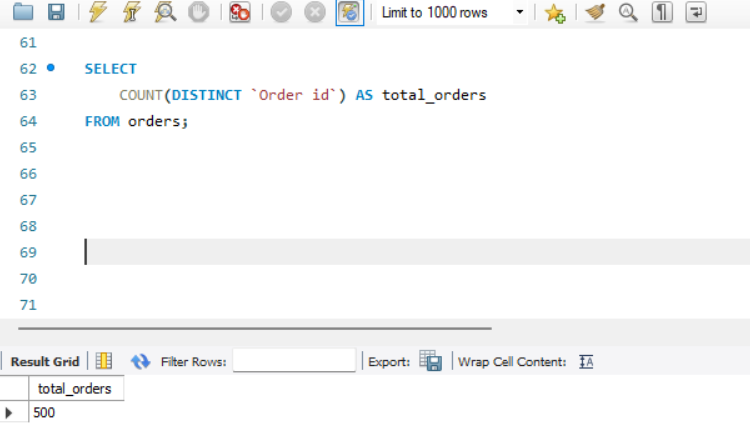 Limit to 1000 rows
61
62 SELECT
63 COUNT(DISTINCT `Order id`) AS total_orders
64 FROM orders;
65
66
67
68
69
70
71
Result Grid Filter Rows: Export: Wrap Cell Content: IA
total_orders
500